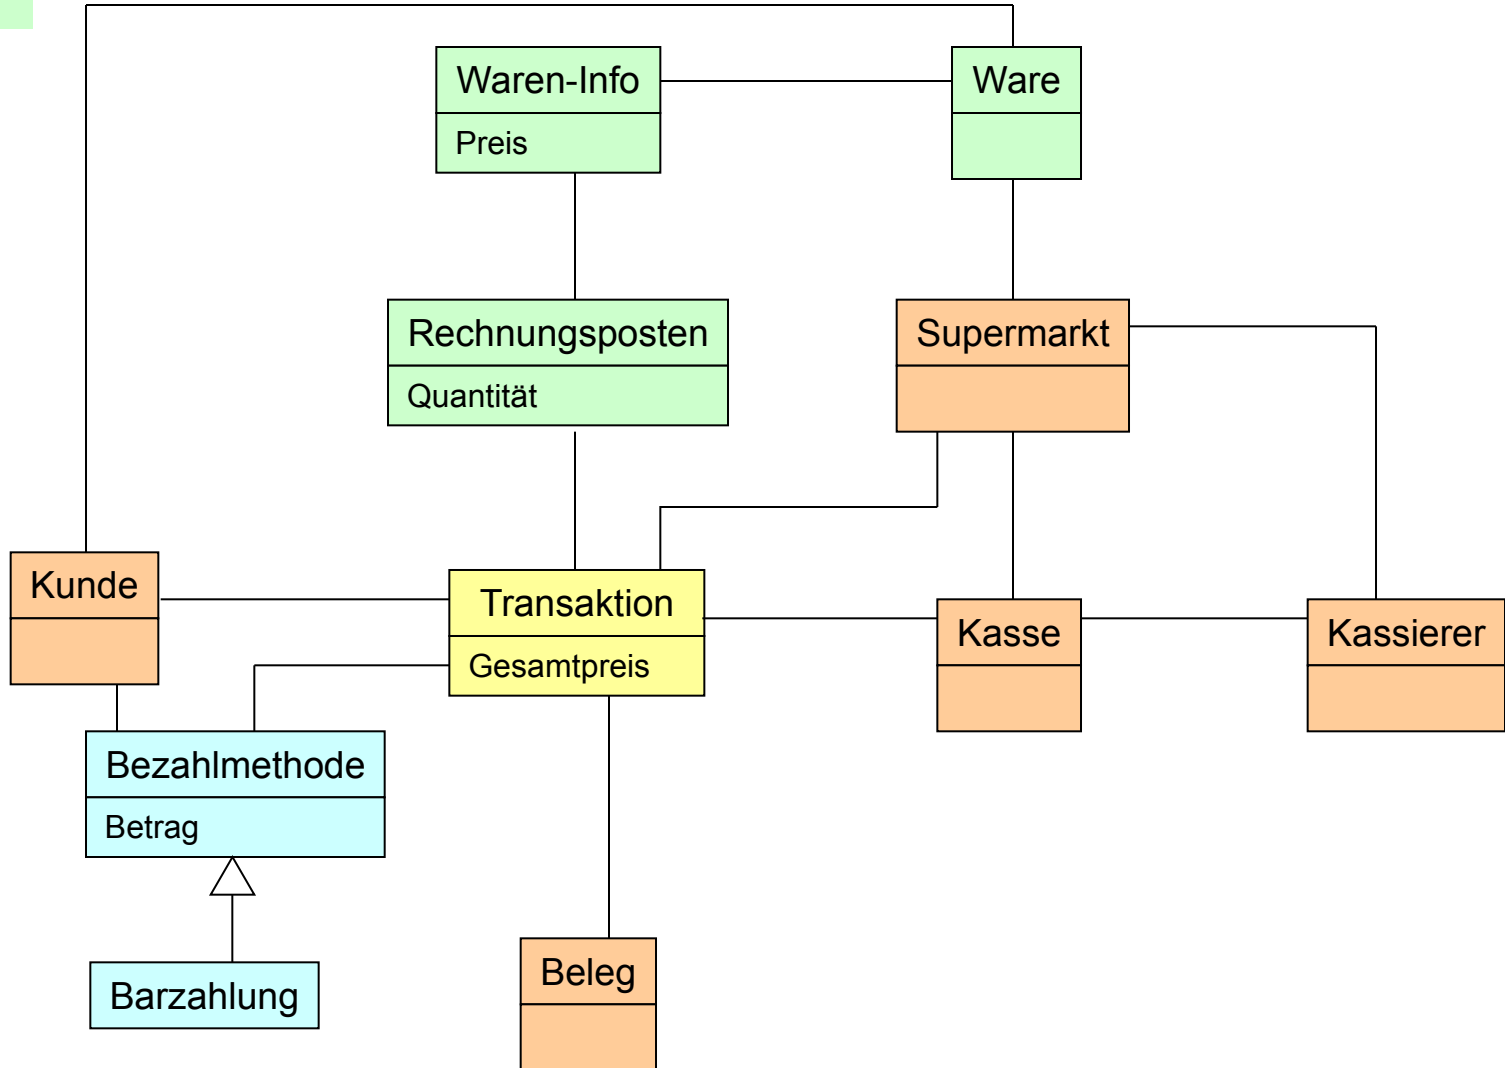 Waren-Info
Preis
Ware
Rechnungsposten
Quantität
Supermarkt
Kunde
Transaktion
Gesamtpreis
Kasse
Kassierer
Bezahlmethode
Betrag
Barzahlung
Beleg